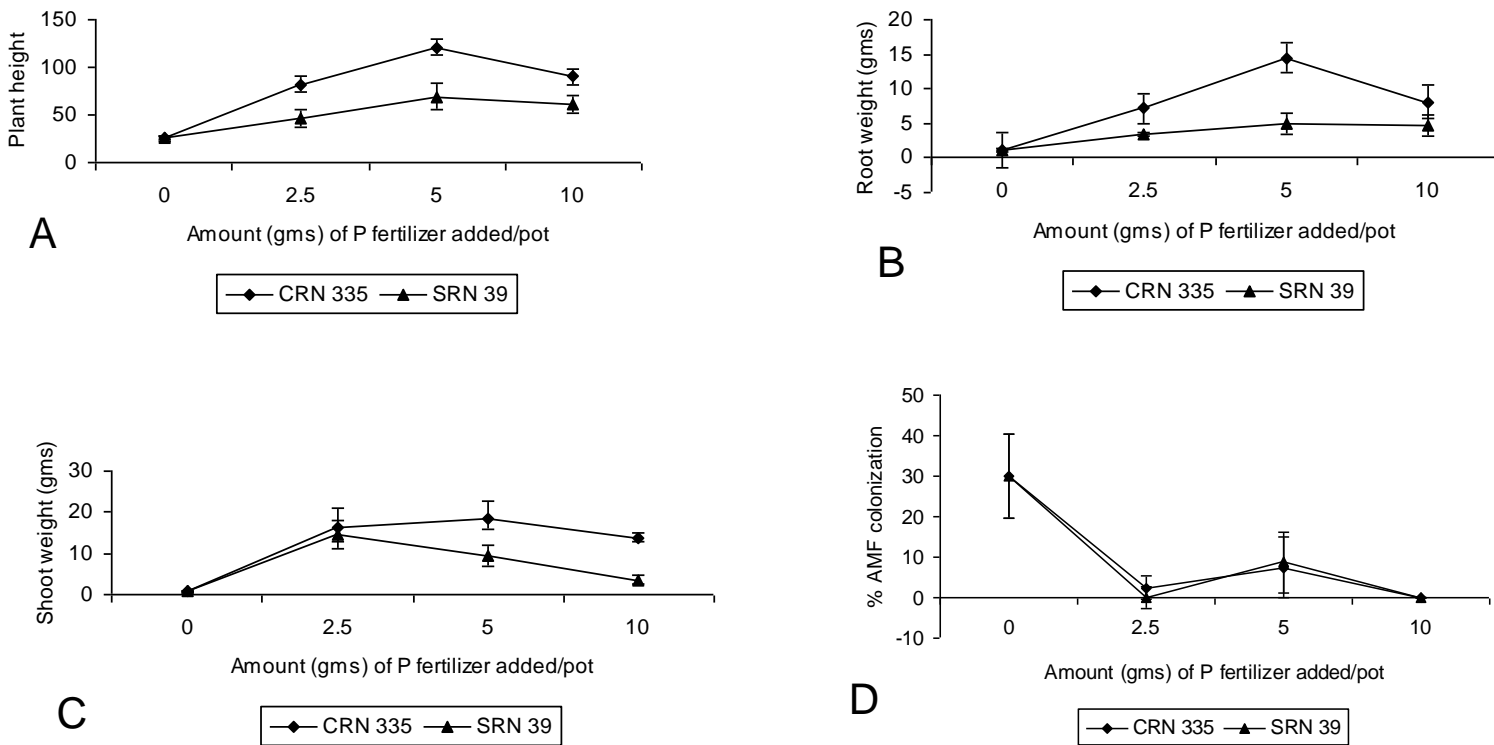 Plant height
150
100
50
0
0 2.5 5 10
Amount (gms) of P fertilizer added/pot
A
CRN 335 SRN 39
Root weight (gms)
20
15
10
5
0
-5
0 2.5 5 10
Amount (gms) of P fertilizer added/pot
B
CRN 335 SRN 39
Shoot weight (gms)
30
20
10
0
0 2.5 5 10
Amount (gms) of P fertilizer added/pot
C
CRN 335 SRN 39
% AMF colonization
50
40
30
20
10
0
-10
0 2.5 5 10
Amount (gms) of P fertilizer added/pot
D
CRN 335 SRN 39